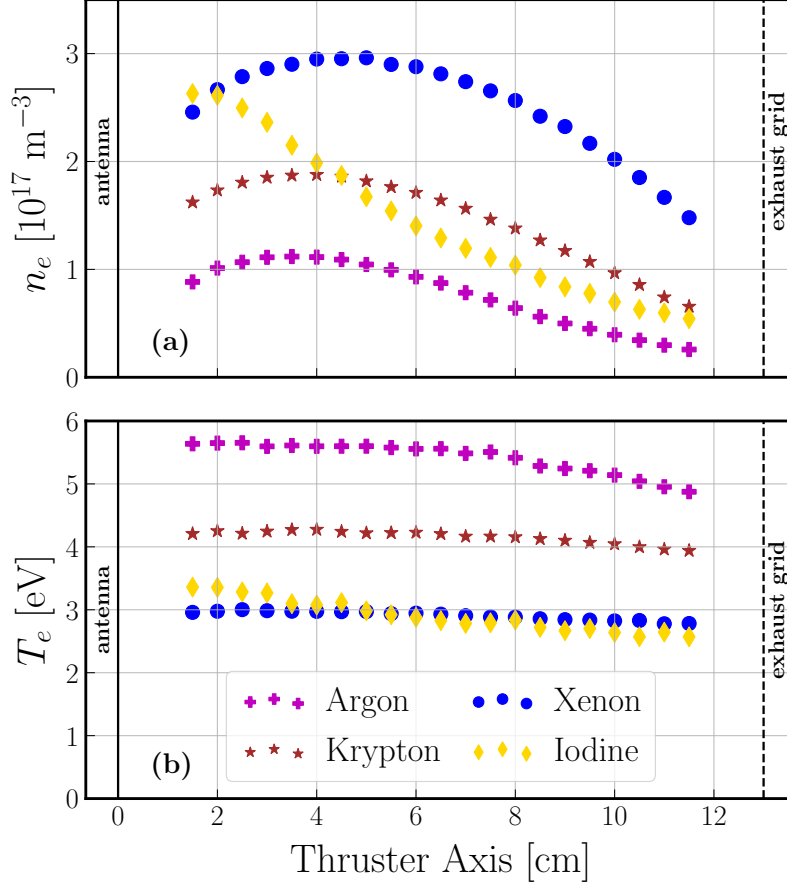 3
2
1
0
n_e [10^17 m^−3]
antenna
exhaust grid
(a)
6
5
4
3
2
1
0
T_e [eV]
antenna
exhaust grid
Argon
Xenon
Krypton
Iodine
(b)
0 2 4 6 8 10 12
Thruster Axis [cm]